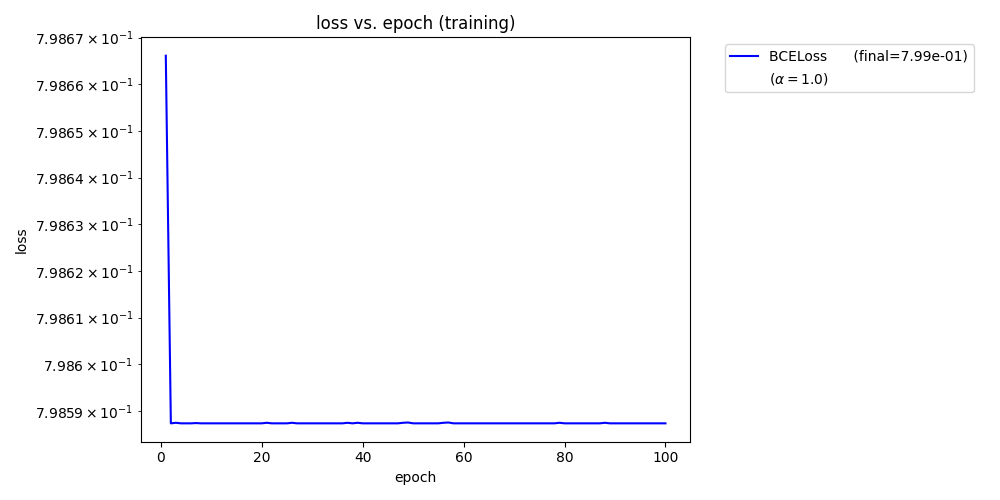 loss vs. epoch (training)
7.9867 × 10⁻¹
7.9866 × 10⁻¹
7.9865 × 10⁻¹
7.9864 × 10⁻¹
7.9863 × 10⁻¹
7.9862 × 10⁻¹
7.9861 × 10⁻¹
7.986 × 10⁻¹
7.9859 × 10⁻¹
loss
0 20 40 60 80 100
epoch
BCELoss (final=7.99e-01)
(α = 1.0)